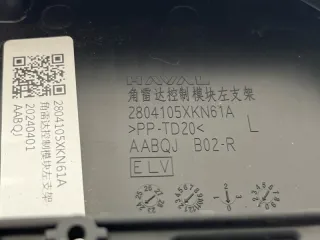 HAVAL
角雷达控制模块左支架
2804105XKN61A
>PP-TD20<
L
AABQJ B02-R
ELV
2804105XKN61A
角雷达控制模块左支架
20240401
AABQJ